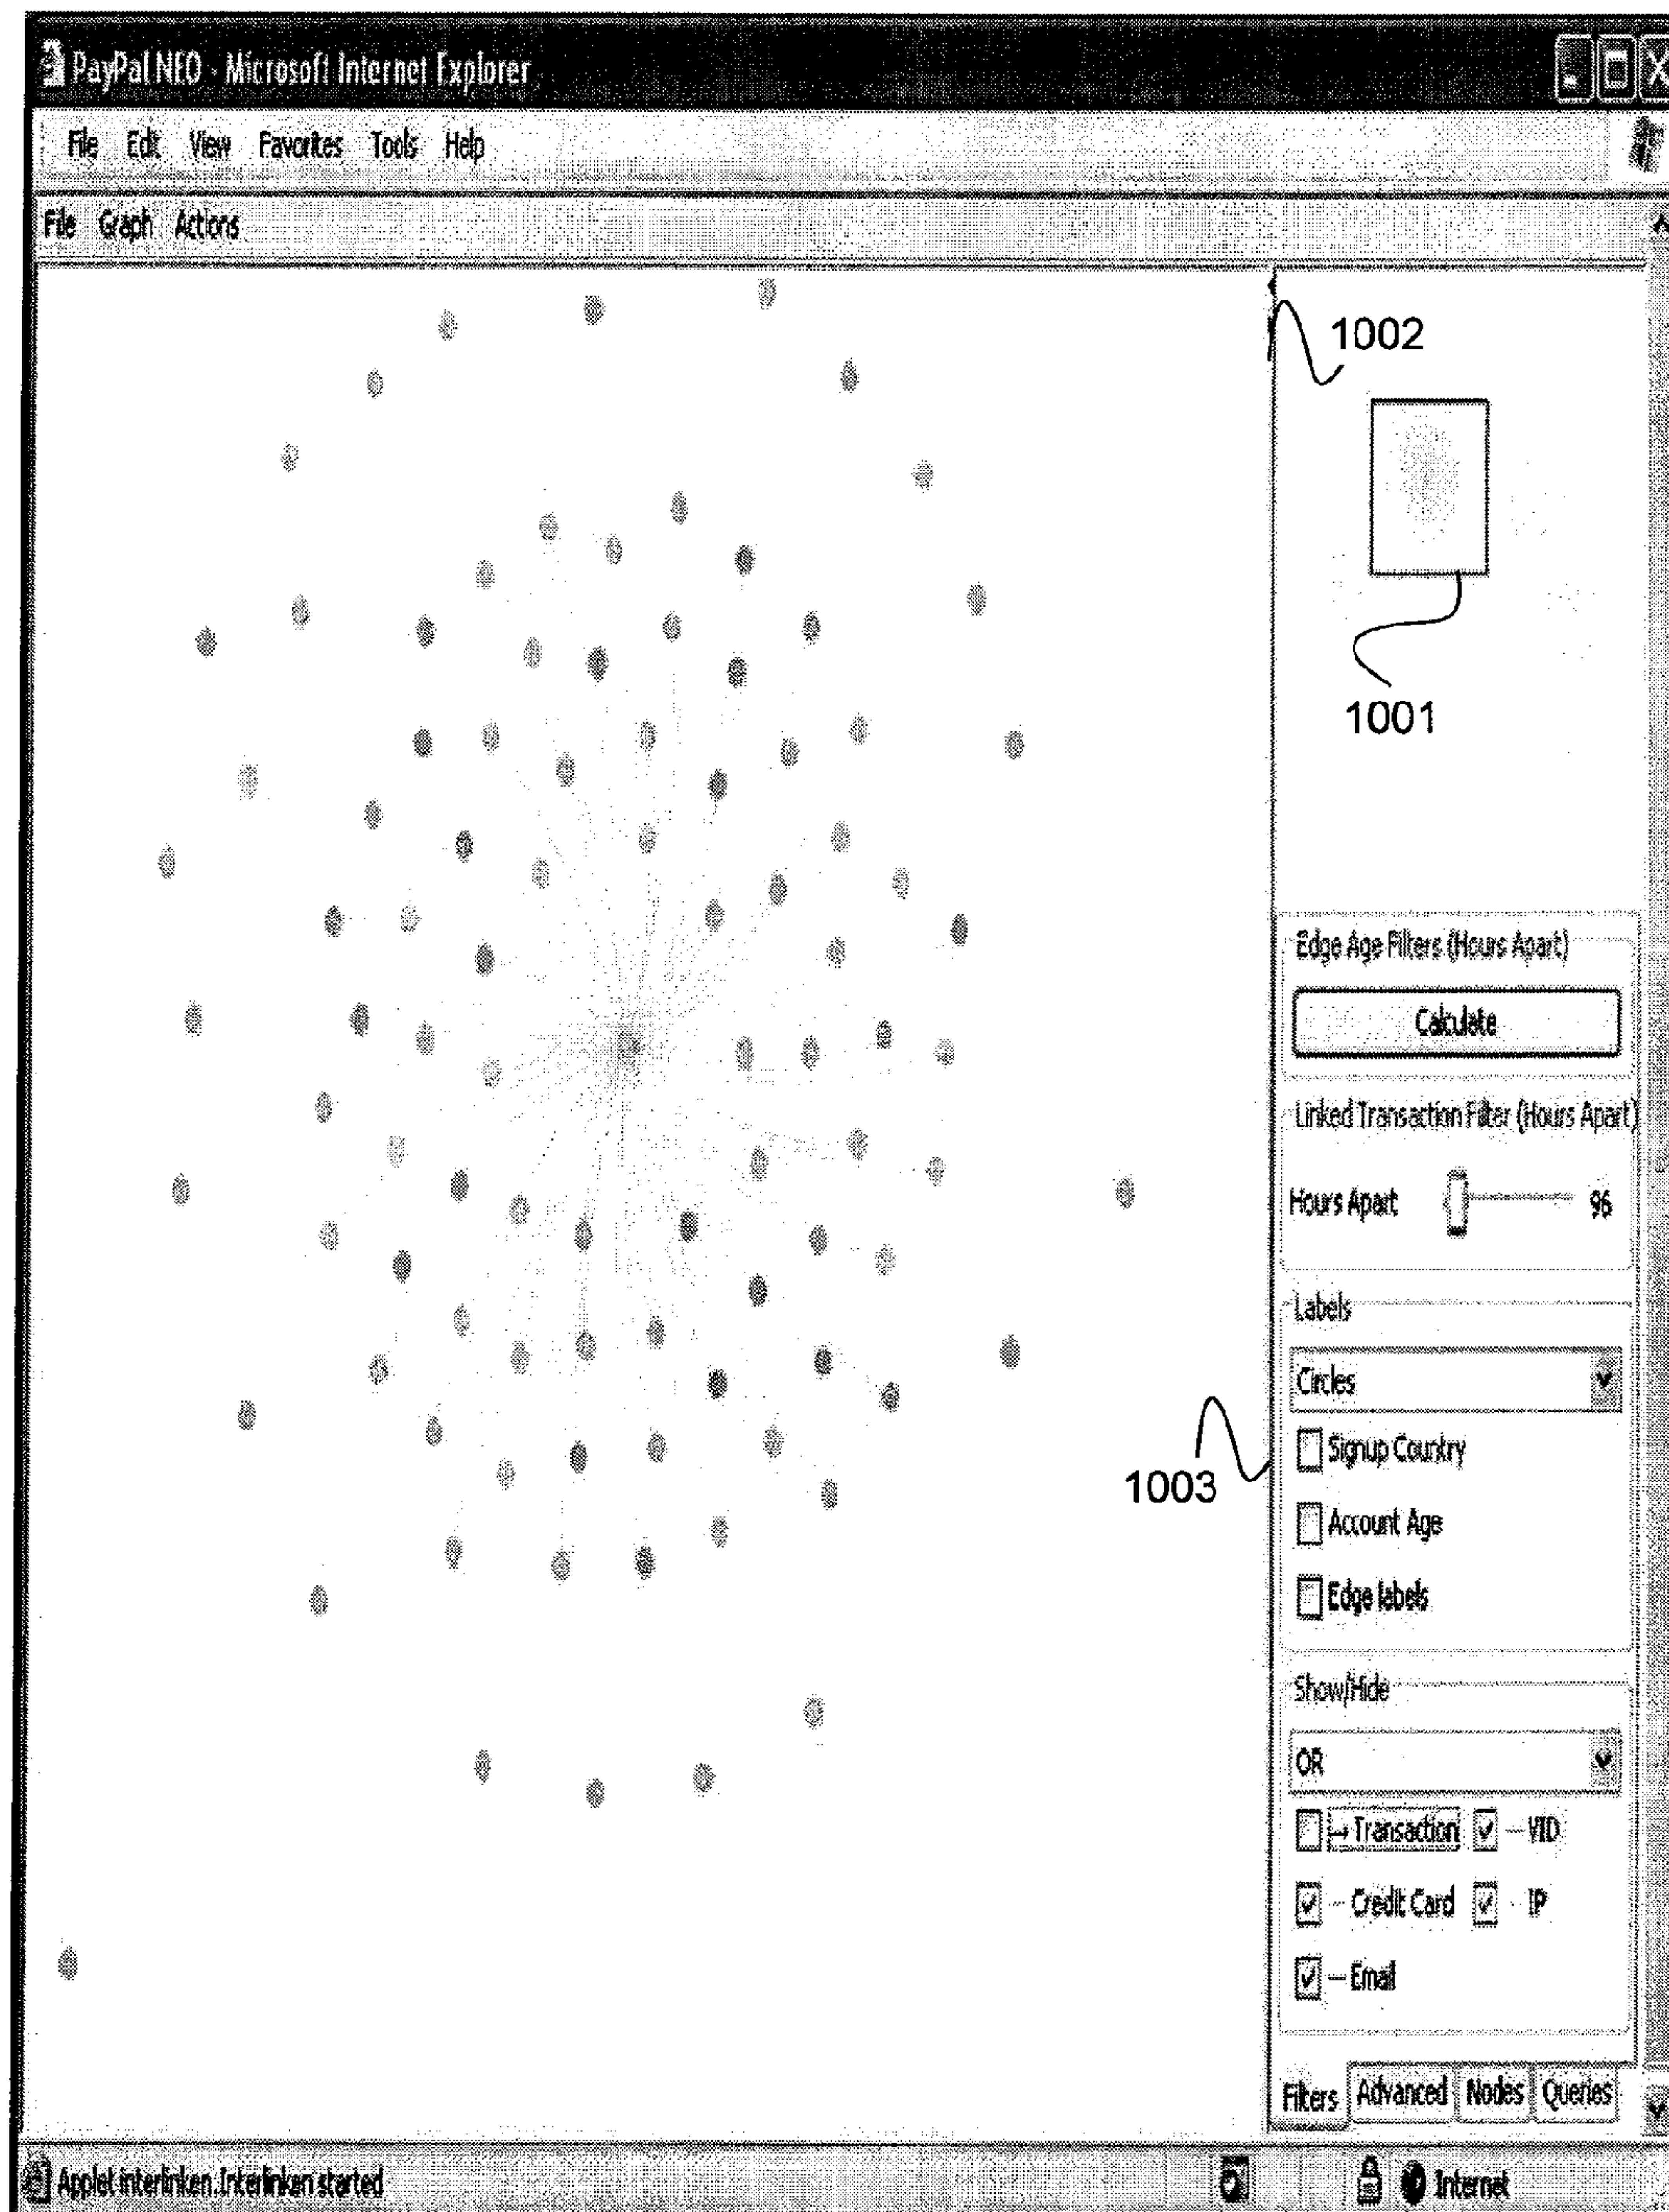 PayPal NEO - Microsoft Internet Explorer
File Edit View Favorites Tools Help
File Graph Actions
1002
1001
Edge Age Filters (Hours Apart)
Calculate
Linked Transaction Filter (Hours Apart)
Hours Apart 96
Labels
Circles
Signup Country
Account Age
Edge labels
1003
Show/Hide
OR
Transaction VID
Credit Card IP
Email
Filters Advanced Nodes Queries
Applet interlinken.Interlinken started Internet